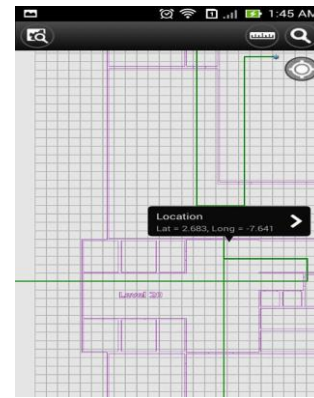 1:45 AM
Location
Lat = 2.683, Long = -7.641